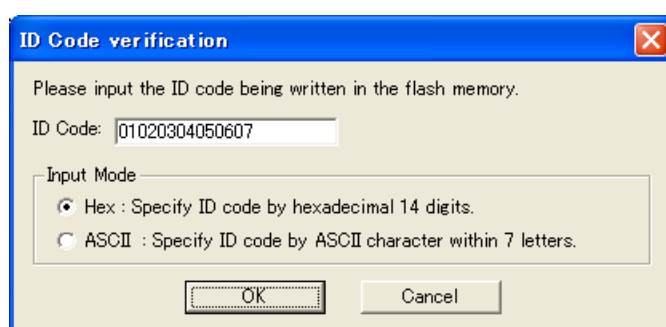 ID Code verification
Please input the ID code being written in the flash memory.
ID Code: 01020304050607
Input Mode
Hex : Specify ID code by hexadecimal 14 digits.
ASCII : Specify ID code by ASCII character within 7 letters.
OK Cancel